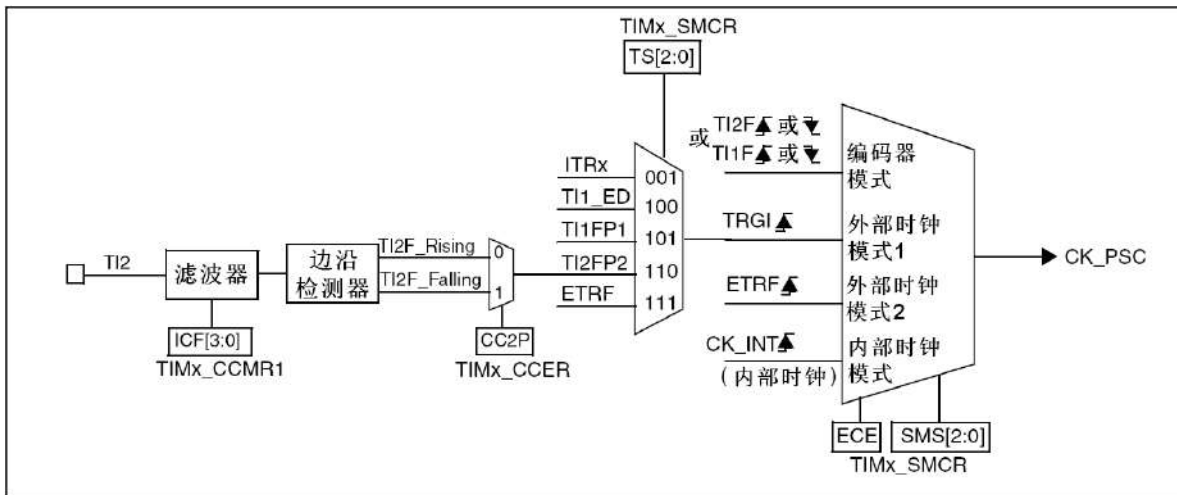 TIMx_SMCR
TS[2:0]
ITRx
001
TI1_ED
100
TI1FP1
101
TI2FP2
110
ETRF
111
TI2
滤波器
ICF[3:0]
TIMx_CCMR1
边沿
检测器
TI2F_Rising
0
TI2F_Falling
1
CC2P
TIMx_CCER
或 TI2F 或
TI1F 或
编码器
模式
TRGI
外部时钟
模式1
ETRF
外部时钟
模式2
CK_INT
(内部时钟)
内部时钟
模式
CK_PSC
ECE
SMS[2:0]
TIMx_SMCR